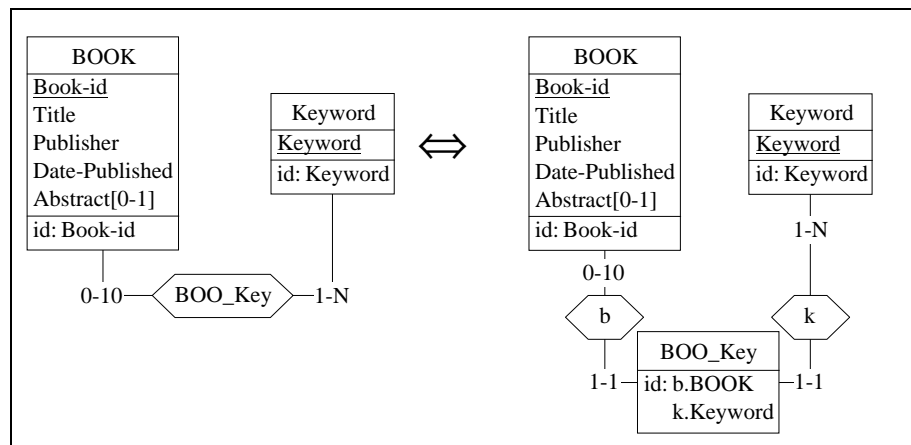 BOOK
Book-id
Title
Publisher
Date-Published
Abstract[0-1]
id: Book-id
Keyword
Keyword
id: Keyword
0-10
BOO_Key
1-N
⇔
BOOK
Book-id
Title
Publisher
Date-Published
Abstract[0-1]
id: Book-id
Keyword
Keyword
id: Keyword
0-10
1-N
b
k
1-1
BOO_Key
id: b.BOOK
k.Keyword
1-1